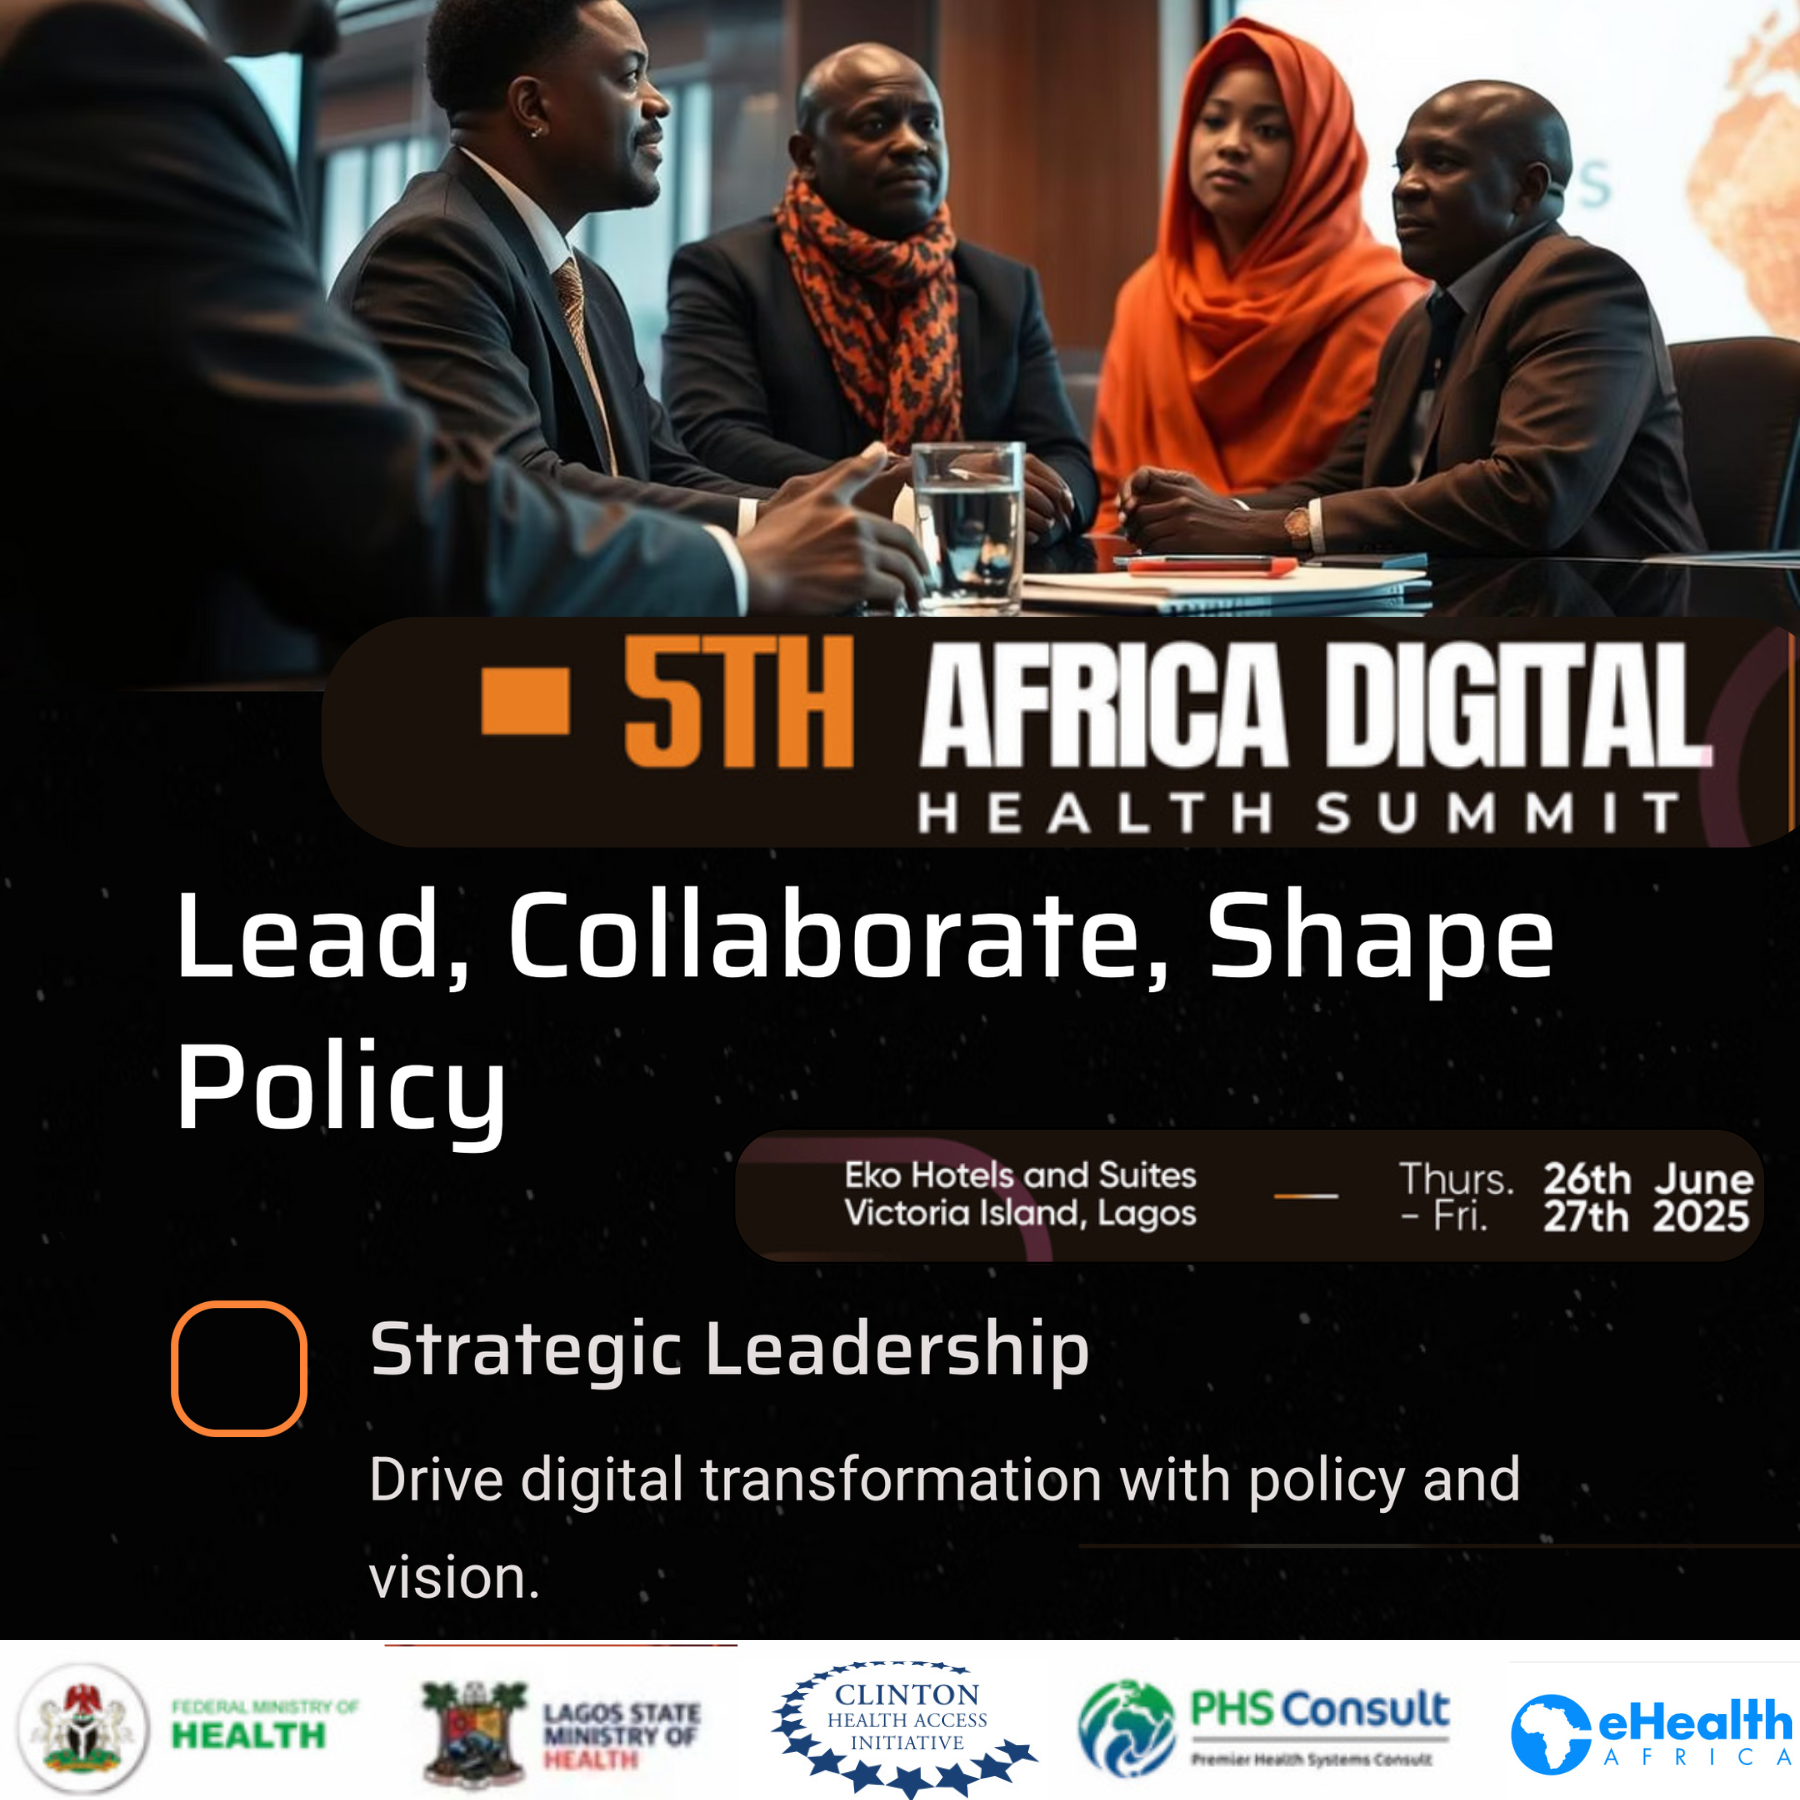 S
5TH AFRICA DIGITAL
HEALTH SUMMIT
Lead, Collaborate, Shape
Policy
Eko Hotels and Suites
Victoria Island, Lagos
Thurs. 26th June
– Fri. 27th 2025
Strategic Leadership
Drive digital transformation with policy and
vision.
FEDERAL MINISTRY OF
HEALTH
LAGOS STATE
MINISTRY OF
HEALTH
CLINTON
HEALTH ACCESS
INITIATIVE
PHS Consult
Premier Health Systems Consult
eHealth
AFRICA